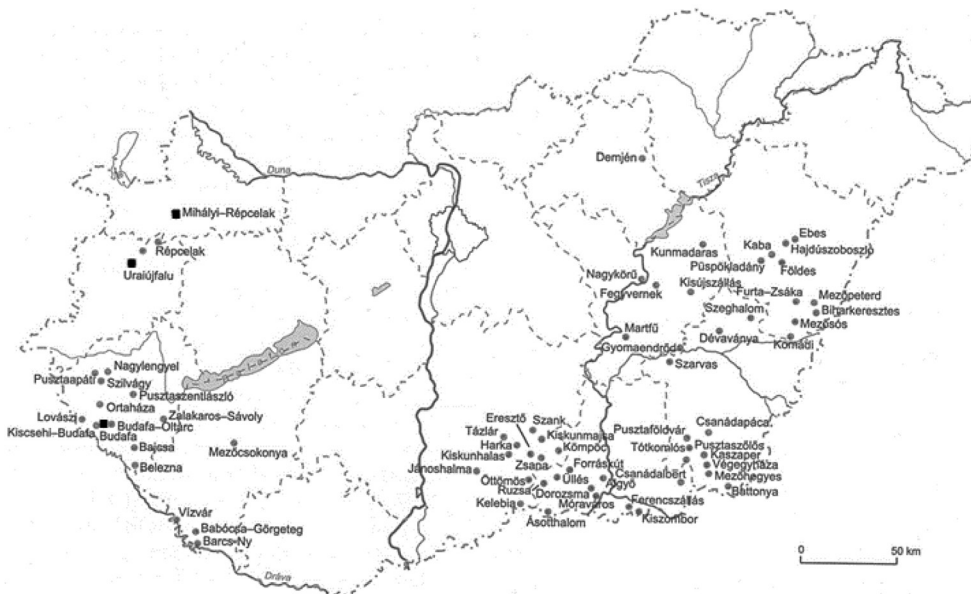 Demjén
Duna
Tisza
Mihályi–Répcelak
Répcelak
Uraiújfalu
Ebes
Kaba
Hajdúszoboszló
Kunmadaras
Püspökladány
Földes
Nagykörű
Kisújszállás
Furta–Zsáka
Fegyvernek
Mezőpeterd
Szeghalom
Biharkeresztes
Mezősós
Martfű
Dévaványa
Komádi
Gyomaendrőd
Szarvas
Nagylengyel
Pusztaapáti
Szilvágy
Pusztaszentlászló
Ortaháza
Lovászi
Zalakaros–Sávoly
Budafa–Oltárc
Kiscsehi–Budafa
Budafa
Bajcsa
Mezőcsokonya
Belezna
Eresztő
Szank
Tázlár
Kiskunmajsa
Harka
Kömpöc
Kiskunhalas
Zsana
Forráskút
Jánoshalma
Öttömös
Üllés
Algyő
Ruzsa
Dorozsma
Kelebia
Móraváros
Ásotthalom
Csanádapáca
Pusztaföldvár
Tótkomlós
Pusztaszőlős
Kaszaper
Végegyháza
Csanádalbert
Mezőhegyes
Battonya
Ferencszállás
Kiszombor
Vízvár
Babócsa–Görgeteg
Barcs-Ny
Dráva
0 50 km